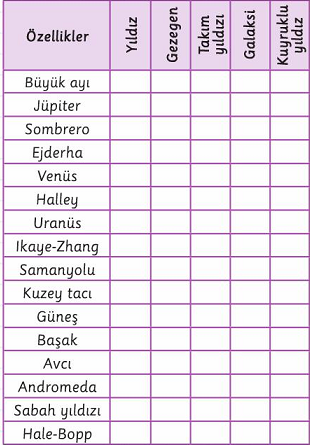 Özellikler
Yıldız
Gezegen
Takım
yıldızı
Galaksi
Kuyruklu
yıldız
Büyük ayı
Jüpiter
Sombrero
Ejderha
Venüs
Halley
Uranüs
Ikaye-Zhang
Samanyolu
Kuzey tacı
Güneş
Başak
Avcı
Andromeda
Sabah yıldızı
Hale-Bopp